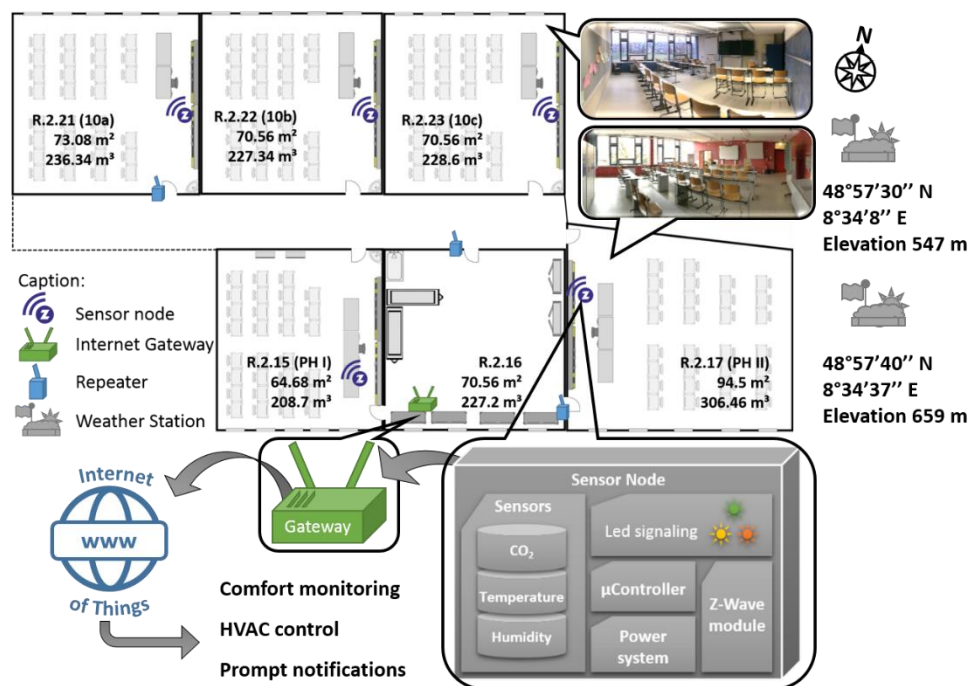 N
R.2.21 (10a)
73.08 m²
236.34 m³
R.2.22 (10b)
70.56 m²
227.34 m³
R.2.23 (10c)
70.56 m²
228.6 m³
48°57’30’’ N
8°34’8’’ E
Elevation 547 m
Caption:
Sensor node
Internet Gateway
Repeater
Weather Station
R.2.15 (PH I)
64.68 m²
208.7 m³
R.2.16
70.56 m²
227.2 m³
R.2.17 (PH II)
94.5 m²
306.46 m³
48°57’40’’ N
8°34’37’’ E
Elevation 659 m
Internet
www
of Things
Gateway
Comfort monitoring
HVAC control
Prompt notifications
Sensor Node
Sensors
CO₂
Temperature
Humidity
Led signaling
µController
Power
system
Z-Wave
module
z
z
z
z
z
z